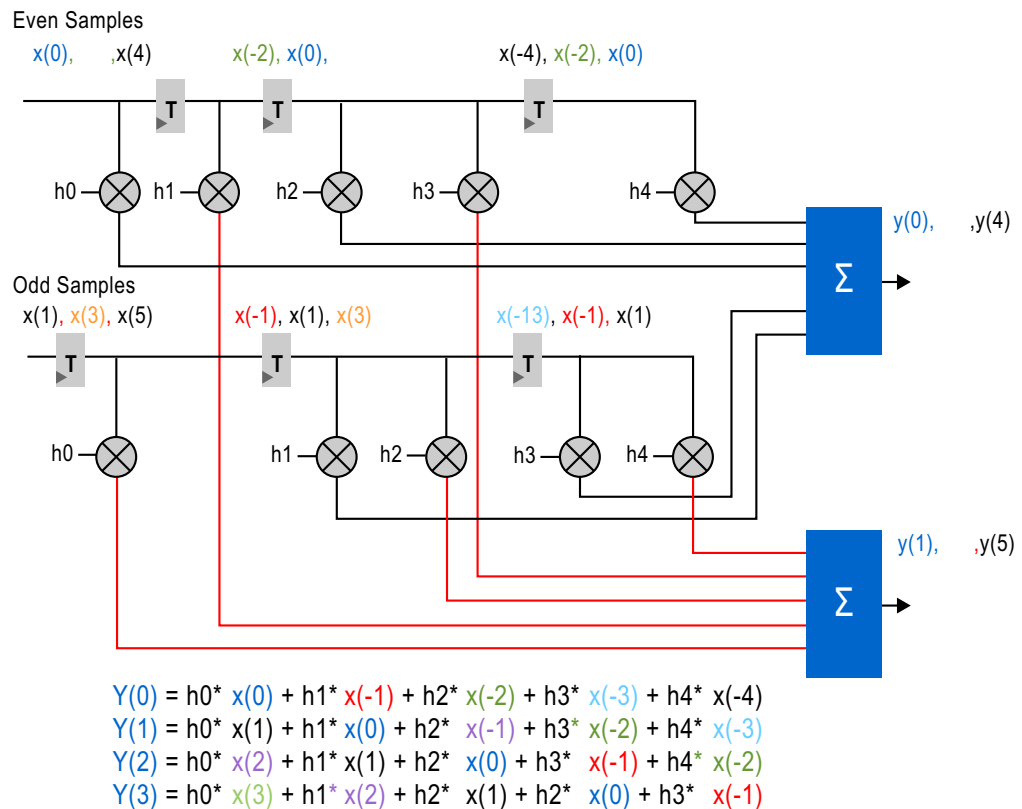 Even Samples
x(0), ,x(4) x(-2), x(0), x(-4), x(-2), x(0)
T T T
h0 h1 h2 h3 h4
y(0), ,y(4)
Σ
Odd Samples
x(1), x(3), x(5) x(-1), x(1), x(3) x(-13), x(-1), x(1)
T T T
h0 h1 h2 h3 h4
y(1), ,y(5)
Σ
Y(0) = h0* x(0) + h1* x(-1) + h2* x(-2) + h3* x(-3) + h4* x(-4)
Y(1) = h0* x(1) + h1* x(0) + h2* x(-1) + h3* x(-2) + h4* x(-3)
Y(2) = h0* x(2) + h1* x(1) + h2* x(0) + h3* x(-1) + h4* x(-2)
Y(3) = h0* x(3) + h1* x(2) + h2* x(1) + h2* x(0) + h3* x(-1)